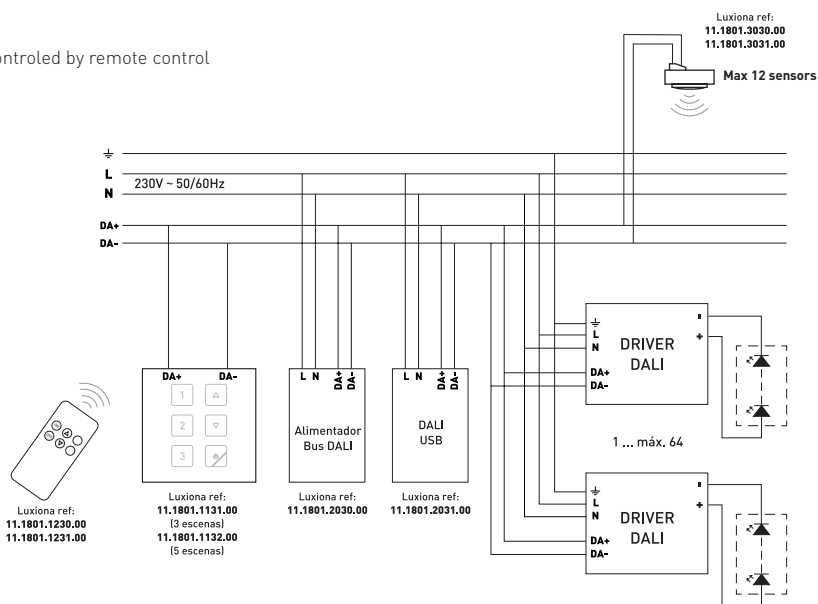 Luxiona ref:
11.1801.3030.00
11.1801.3031.00
ontroled by remote control
Max 12 sensors
L
230V ~ 50/60Hz
N
DA+
DA-
DA+ DA-
1
2
3
L N DA+ DA-
Alimentador
Bus DALI
L N DA+ DA-
DALI
USB
L
N
DA+
DA-
DRIVER
DALI
-
+
1 ... máx. 64
L
N
DA+
DA-
DRIVER
DALI
-
+
Luxiona ref:
11.1801.1230.00
11.1801.1231.00
Luxiona ref:
11.1801.1131.00
(3 escenas)
11.1801.1132.00
(5 escenas)
Luxiona ref:
11.1801.2030.00
Luxiona ref:
11.1801.2031.00